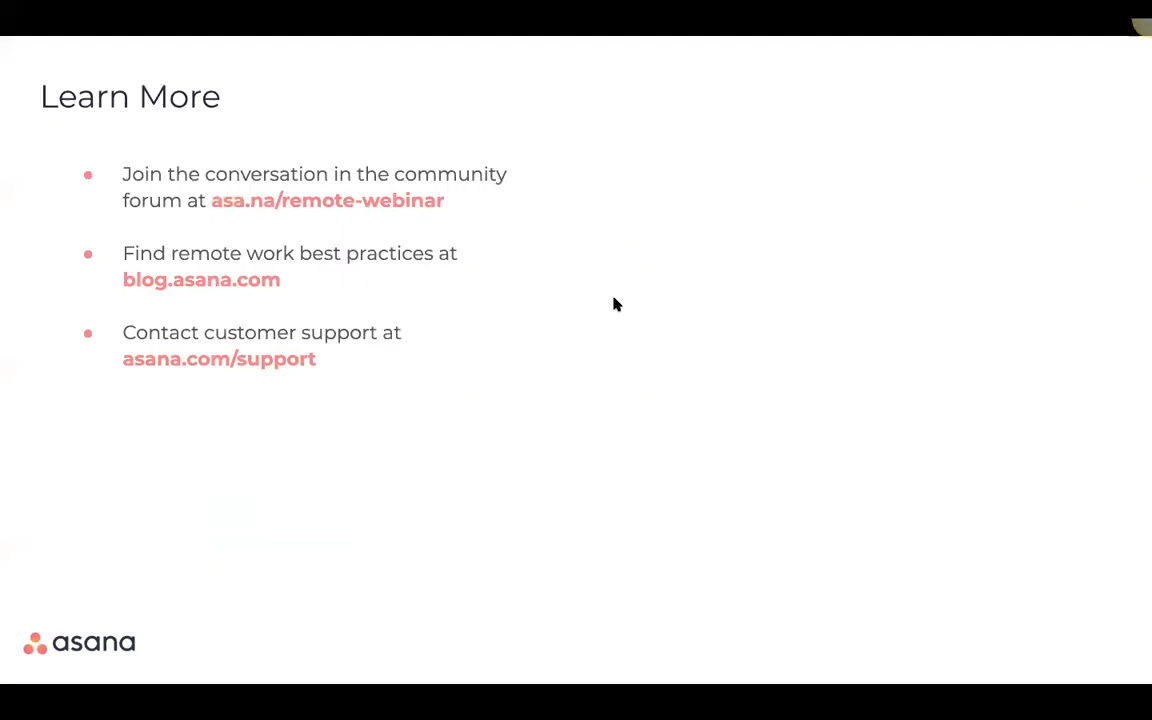 Learn More
Join the conversation in the community
forum at asa.na/remote-webinar
Find remote work best practices at
blog.asana.com
Contact customer support at
asana.com/support
asana